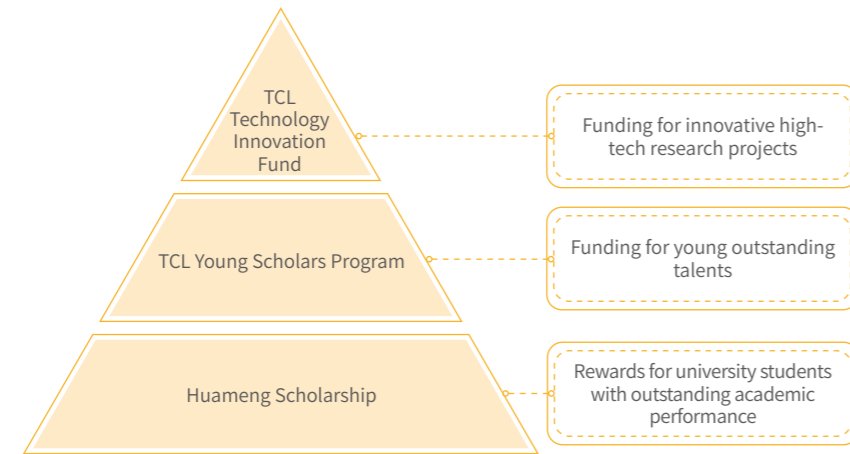 TCL
Technology
Innovation
Fund
Funding for innovative high-
tech research projects
TCL Young Scholars Program
Funding for young outstanding
talents
Huameng Scholarship
Rewards for university students
with outstanding academic
performance